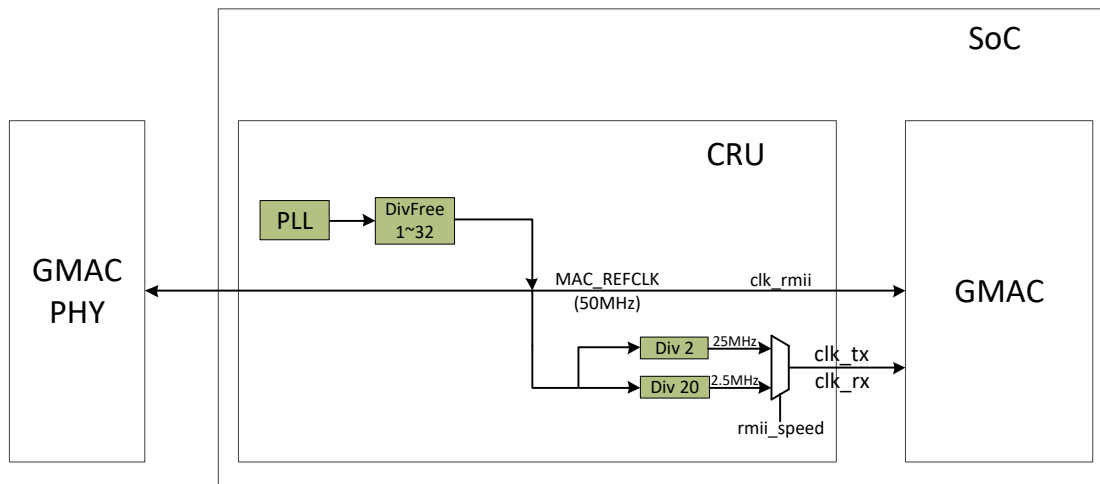 SoC
CRU
PLL
DivFree
1~32
GMAC
PHY
MAC_REFCLK
(50MHz)
clk_rmii
GMAC
Div 2
25MHz
clk_tx
Div 20
2.5MHz
clk_rx
rmii_speed